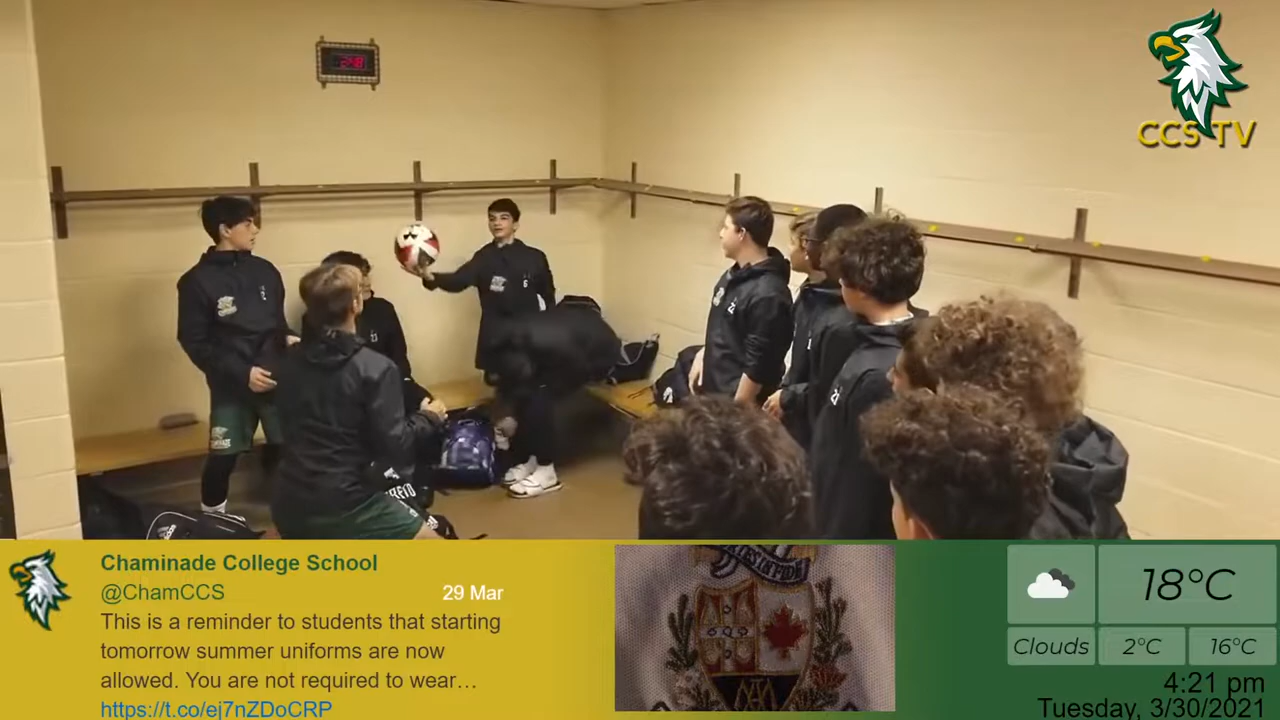 CCS TV
Chaminade College School
@ChamCCS
29 Mar
This is a reminder to students that starting
tomorrow summer uniforms are now
allowed. You are not required to wear…
https://t.co/ej7nZDoCRP
18°C
Clouds
2°C
16°C
4:21 pm
Tuesday, 3/30/2021